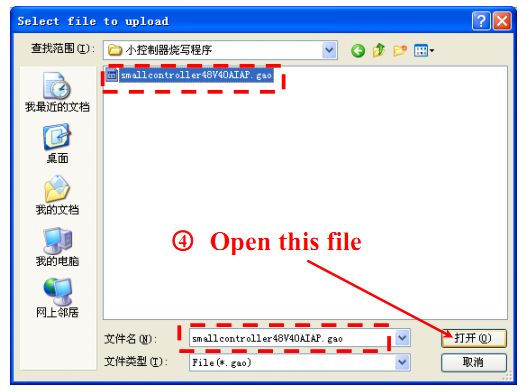 Select file to upload
查找范围(I):
小控制器烧写程序
smallcontroller48V40AIAP.gao
我最近的文档
桌面
我的文档
④ Open this file
我的电脑
网上邻居
文件名(N):
smallcontroller48V40AIAP.gao
打开(O)
文件类型(T):
File(*.gao)
取消